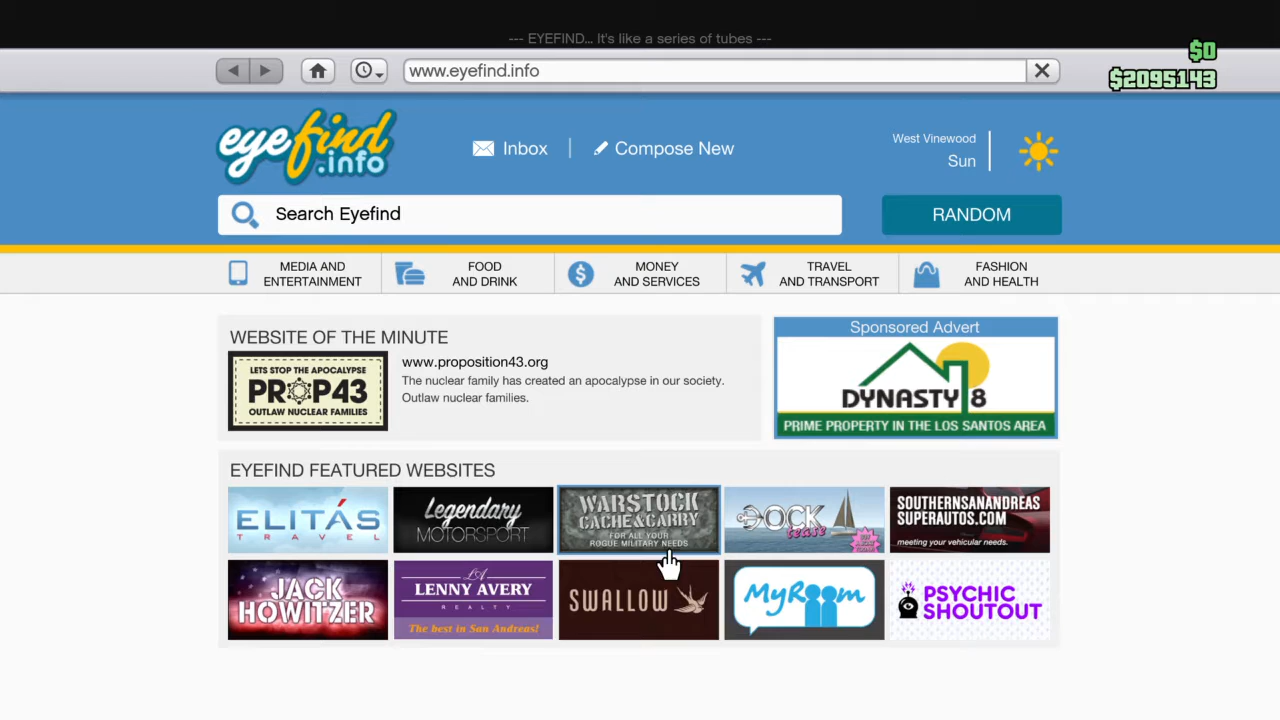 --- EYEFIND... It's like a series of tubes ---
$0
$2095143
www.eyefind.info
eyefind
.info
Inbox
Compose New
West Vinewood
Sun
Search Eyefind
RANDOM
MEDIA AND
ENTERTAINMENT
FOOD
AND DRINK
MONEY
AND SERVICES
TRAVEL
AND TRANSPORT
FASHION
AND HEALTH
WEBSITE OF THE MINUTE
LETS STOP THE APOCALYPSE
PROP43
OUTLAW NUCLEAR FAMILIES
www.proposition43.org
The nuclear family has created an apocalypse in our society.
Outlaw nuclear families.
Sponsored Advert
DYNASTY 8
PRIME PROPERTY IN THE LOS SANTOS AREA
EYEFIND FEATURED WEBSITES
ELITÁS
TRAVEL
Legendary
MOTORSPORT
WARSTOCK
CACHE&CARRY
FOR ALL YOUR
ROGUE MILITARY NEEDS
DOCK
tease
SOUTHERNSANANDREAS
SUPERAUTOS.COM
meeting your vehicular needs.
JACK
HOWITZER
LA
LENNY AVERY
REALTY
The best in San Andreas!
SWALLOW
MyRoom
PSYCHIC
SHOUTOUT